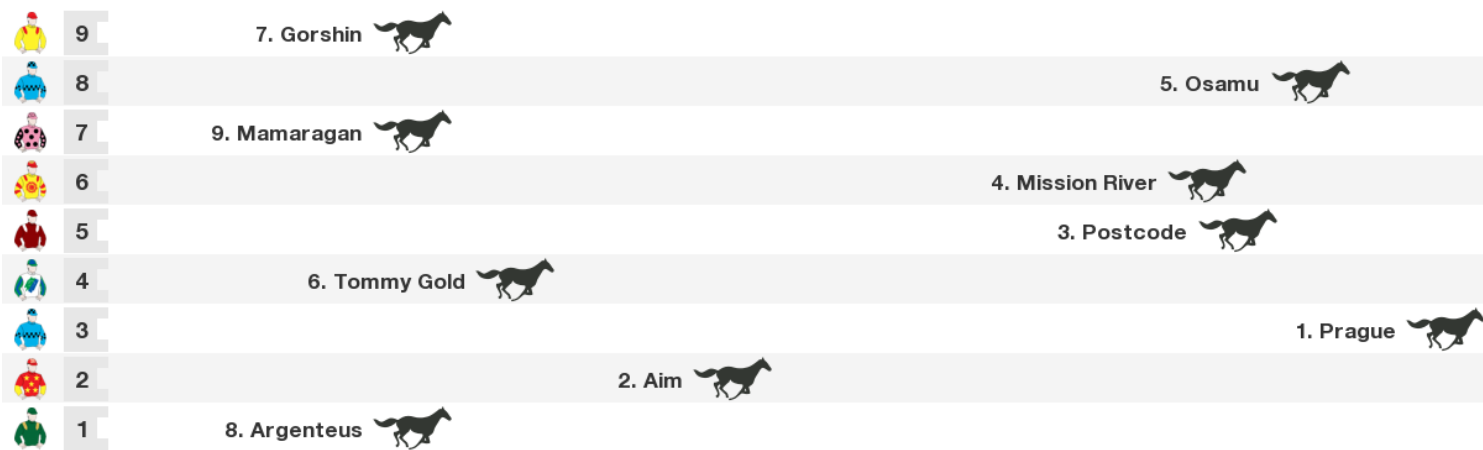 9 7. Gorshin
8 5. Osamu
7 9. Mamaragan
6 4. Mission River
5 3. Postcode
4 6. Tommy Gold
3 1. Prague
2 2. Aim
1 8. Argenteus